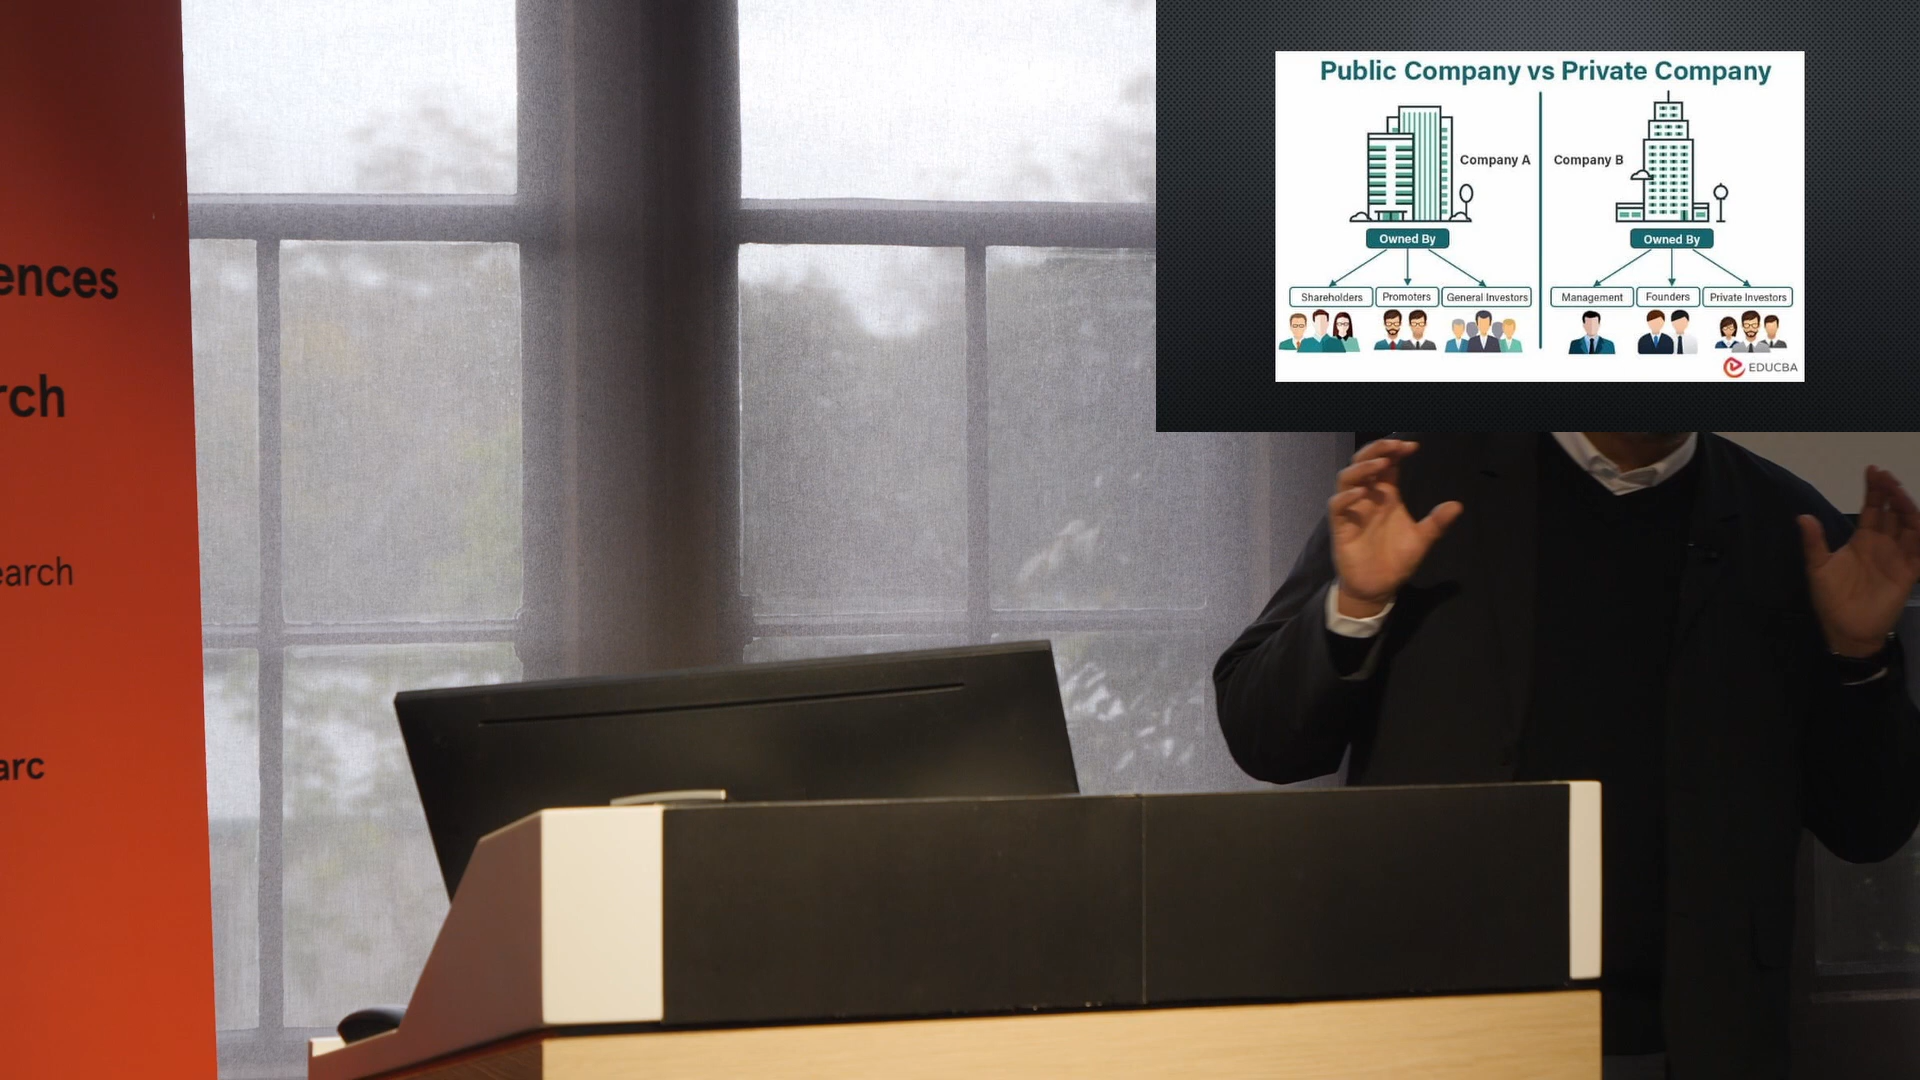 ences
rch
earch
arc
Public Company vs Private Company
Company A
Company B
Owned By
Owned By
Shareholders
Promoters
General Investors
Management
Founders
Private Investors
EDUCBA